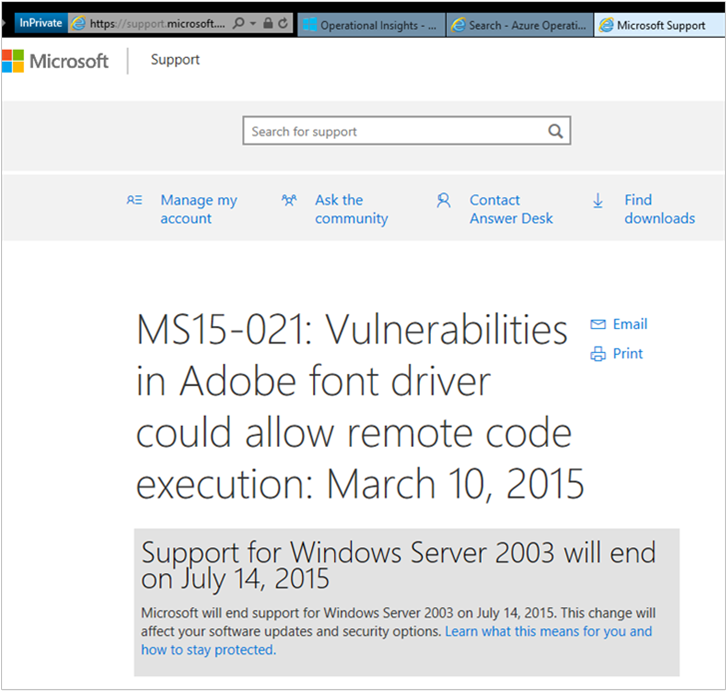 InPrivate https://support.microsoft.... Operational Insights - ... Search - Azure Operati... Microsoft Support
Microsoft Support
Search for support
Manage my Ask the Contact Find
account community Answer Desk downloads
MS15-021: Vulnerabilities Email
in Adobe font driver Print
could allow remote code
execution: March 10, 2015
Support for Windows Server 2003 will end
on July 14, 2015
Microsoft will end support for Windows Server 2003 on July 14, 2015. This change will
affect your software updates and security options. Learn what this means for you and
how to stay protected.